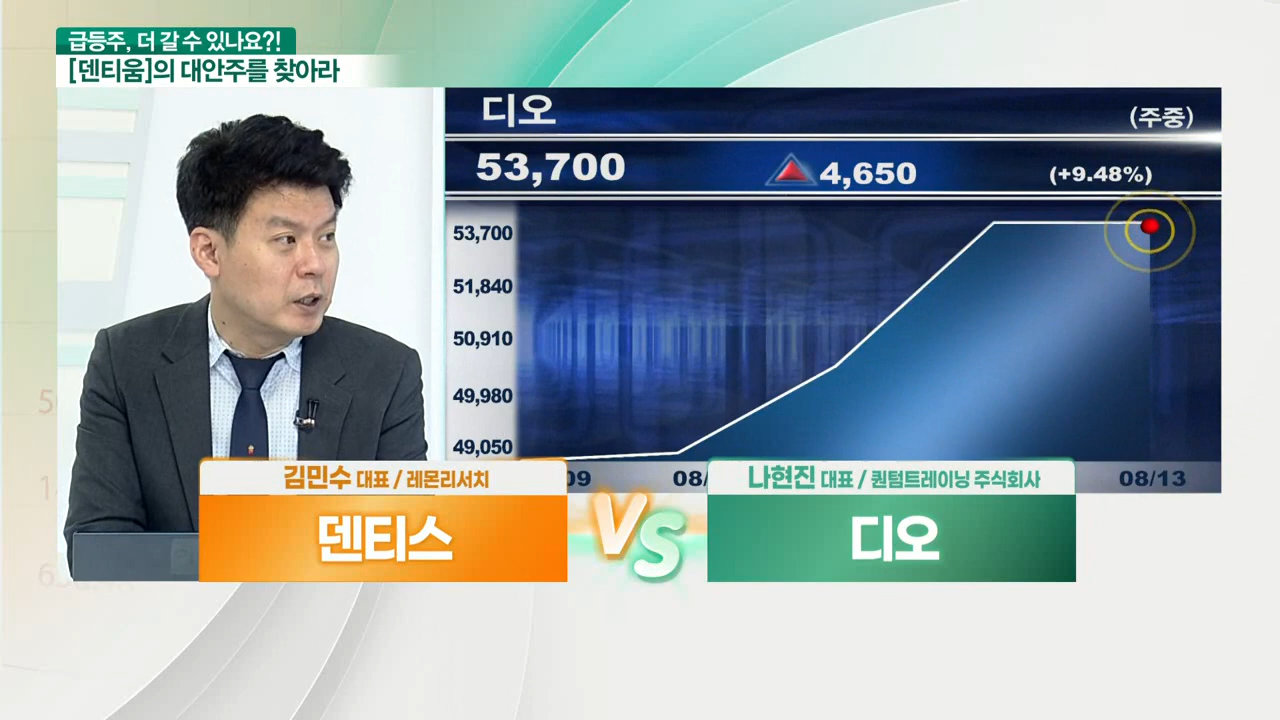 급등주, 더 갈 수 있나요?!
[덴티움]의 대안주를 찾아라
디오
(주중)
53,700
4,650
(+9.48%)
53,700
51,840
50,910
49,980
49,050
09
08/
08/13
김민수 대표 / 레몬리서치
덴티스
VS
나현진 대표 / 퀀텀트레이닝 주식회사
디오